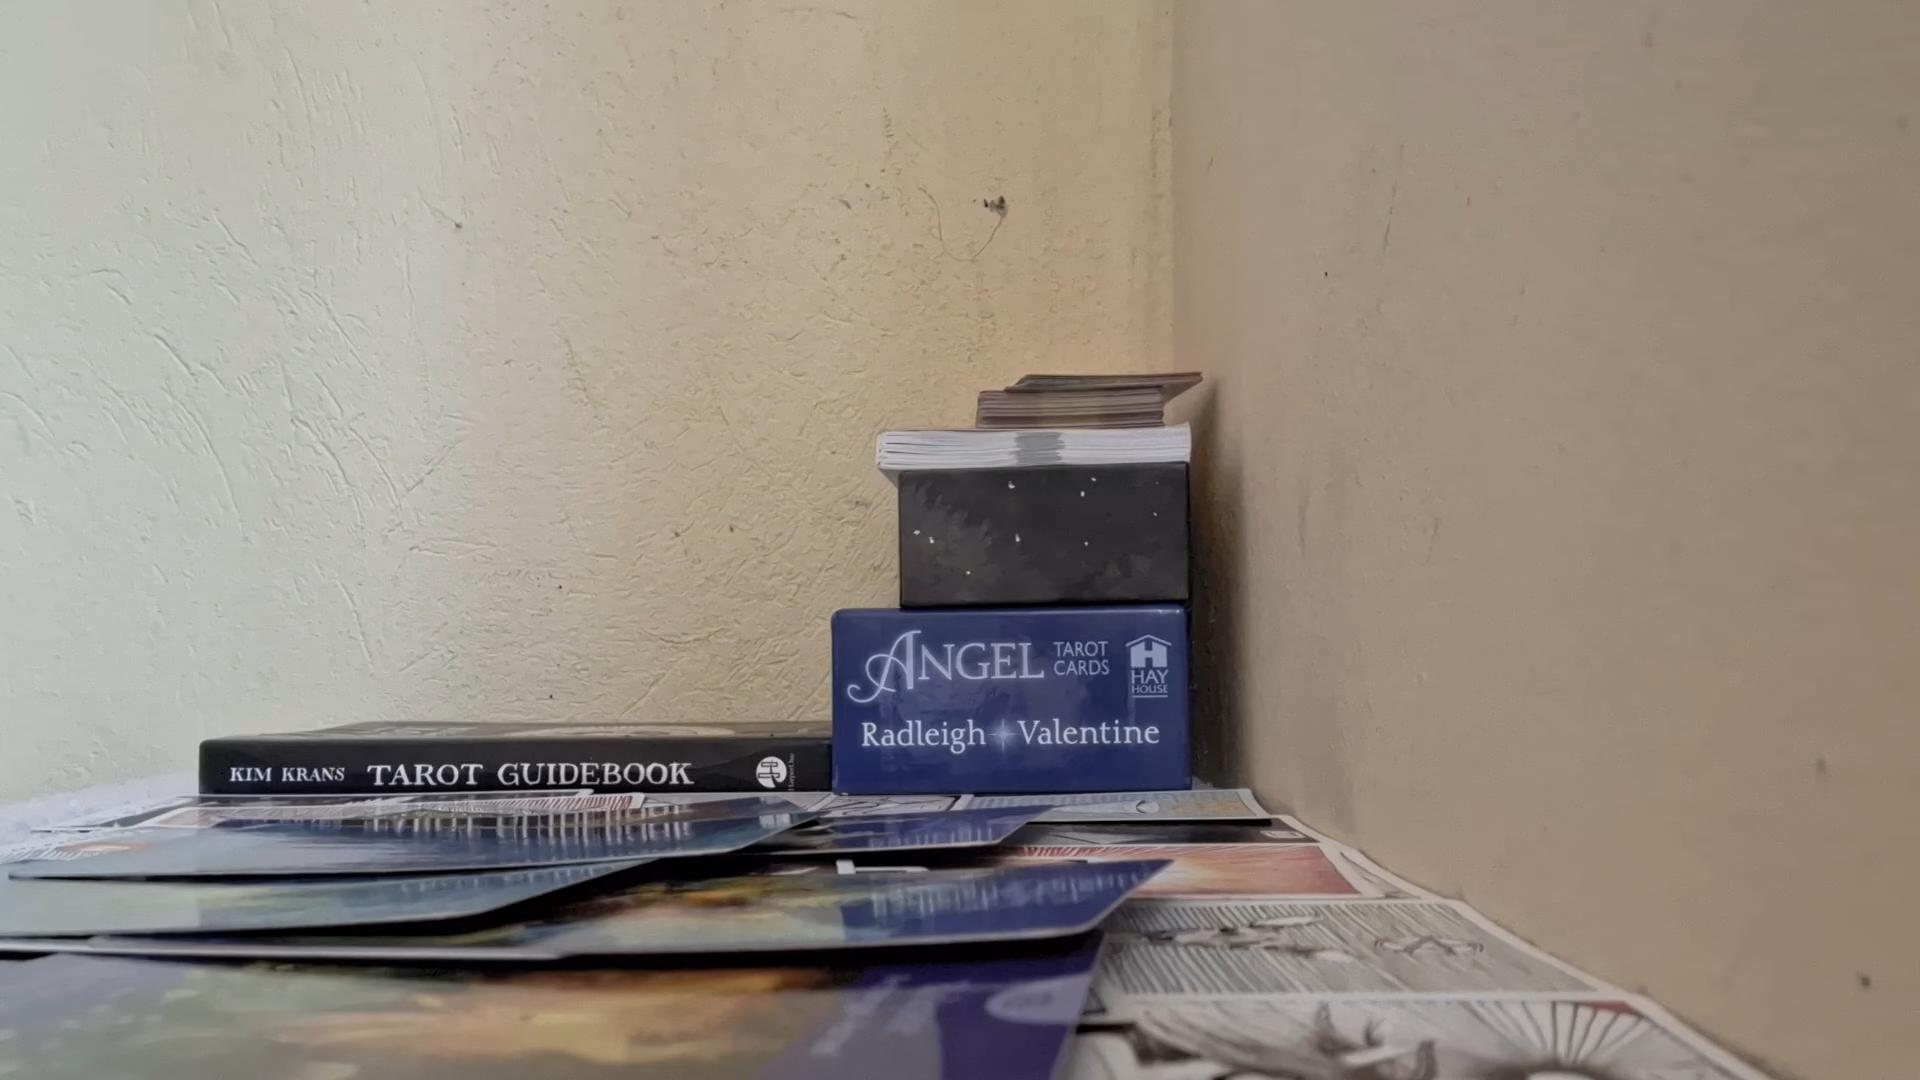 ANGEL TAROT CARDS
HAY HOUSE
Radleigh Valentine
KIM KRANS TAROT GUIDEBOOK